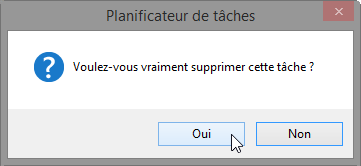 Planificateur de tâches
Voulez-vous vraiment supprimer cette tâche ?
Oui
Non